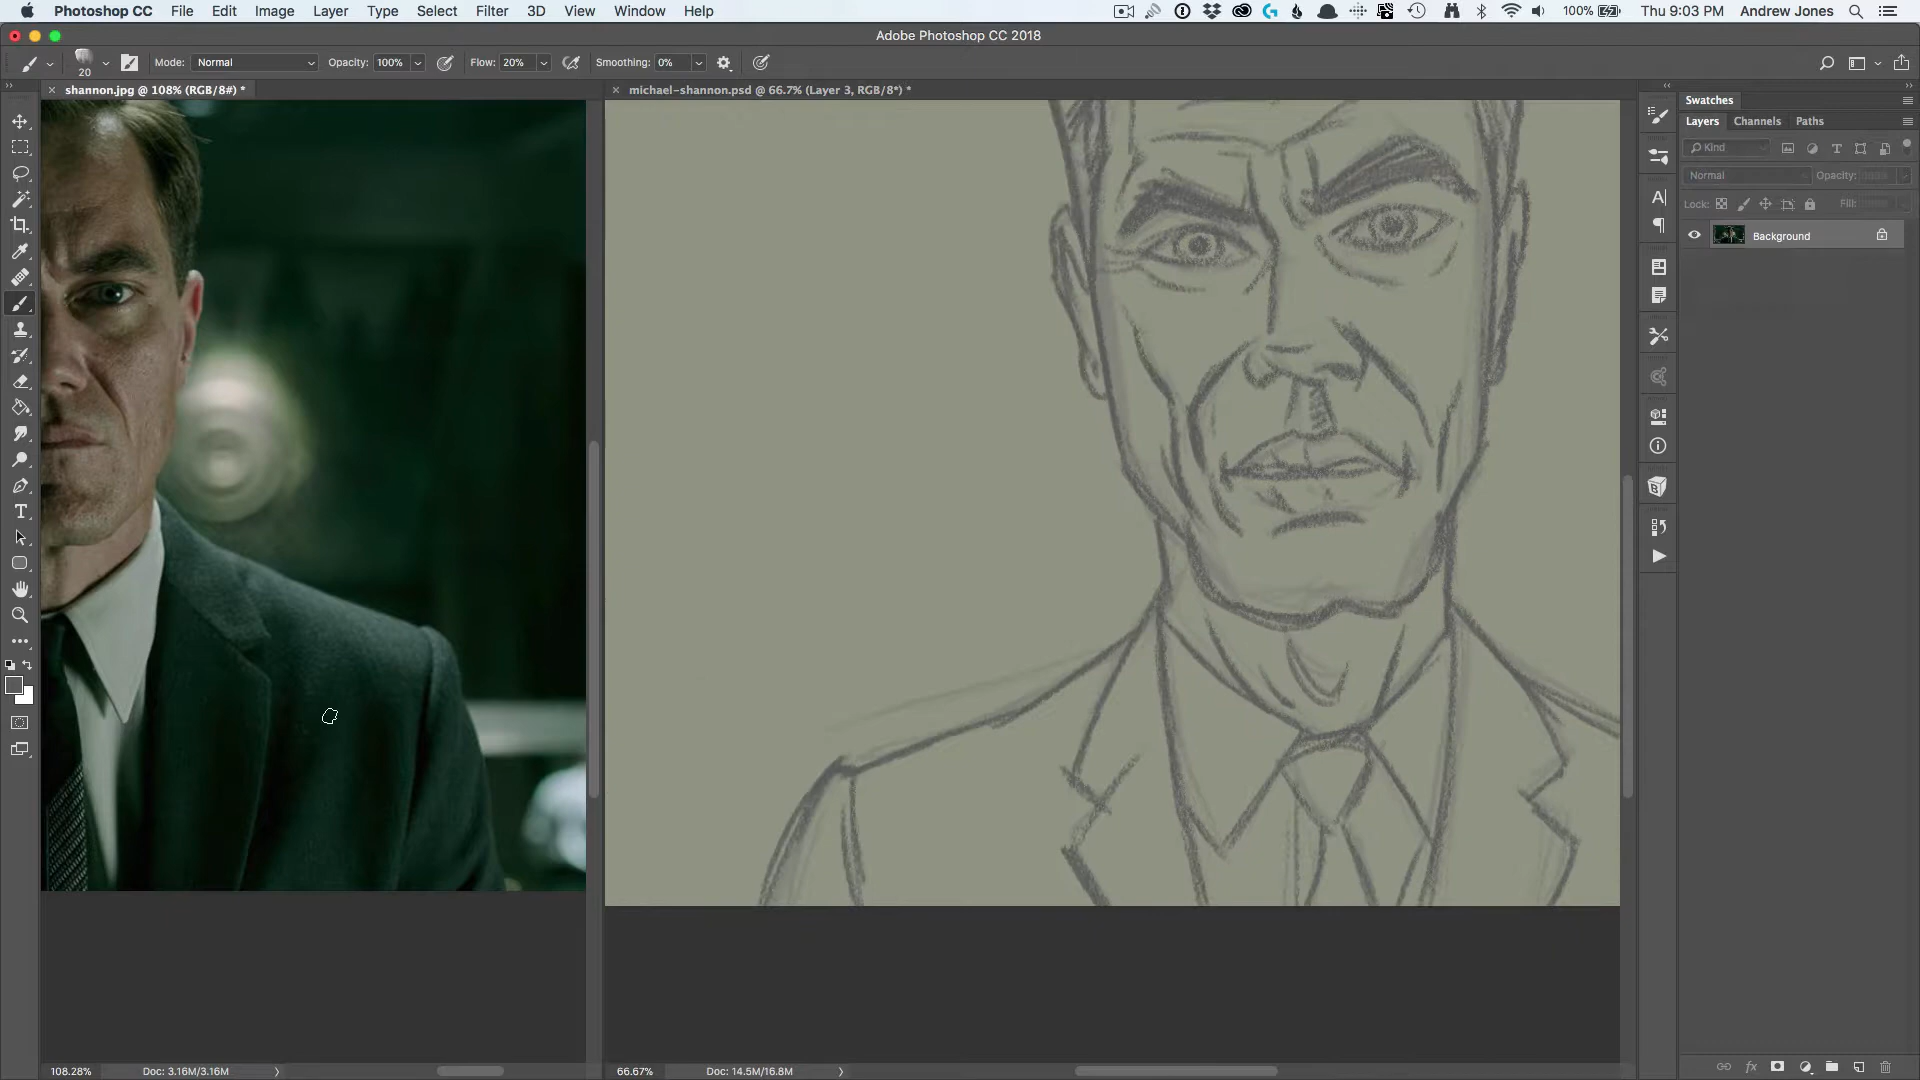 Photoshop CC File Edit Image Layer Type Select Filter 3D View Window Help 100% Thu 9:03 PM Andrew Jones
Adobe Photoshop CC 2018
20 Mode: Normal Opacity: 100% Flow: 20% Smoothing: 0%
shannon.jpg @ 108% (RGB/8#) * michael-shannon.psd @ 66.7% (Layer 3, RGB/8*) *
Swatches
Layers Channels Paths
Kind
Normal Opacity:
Lock: Fill:
Background
108.28% Doc: 3.16M/3.16M 66.67% Doc: 14.5M/16.8M